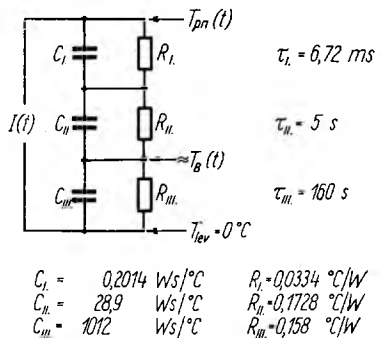 T_pn(t)
C_I. R_I. τ_I. = 6,72 ms
I(t) C_II. R_II. τ_II. = 5 s
≈T_B(t)
C_III. R_III. τ_III. = 160 s
T_lev = 0°C
C_I. = 0,2014 Ws/°C R_I. = 0,0334 °C/W
C_II. = 28,9 Ws/°C R_II. = 0,1728 °C/W
C_III. = 1012 Ws/°C R_III. = 0,158 °C/W